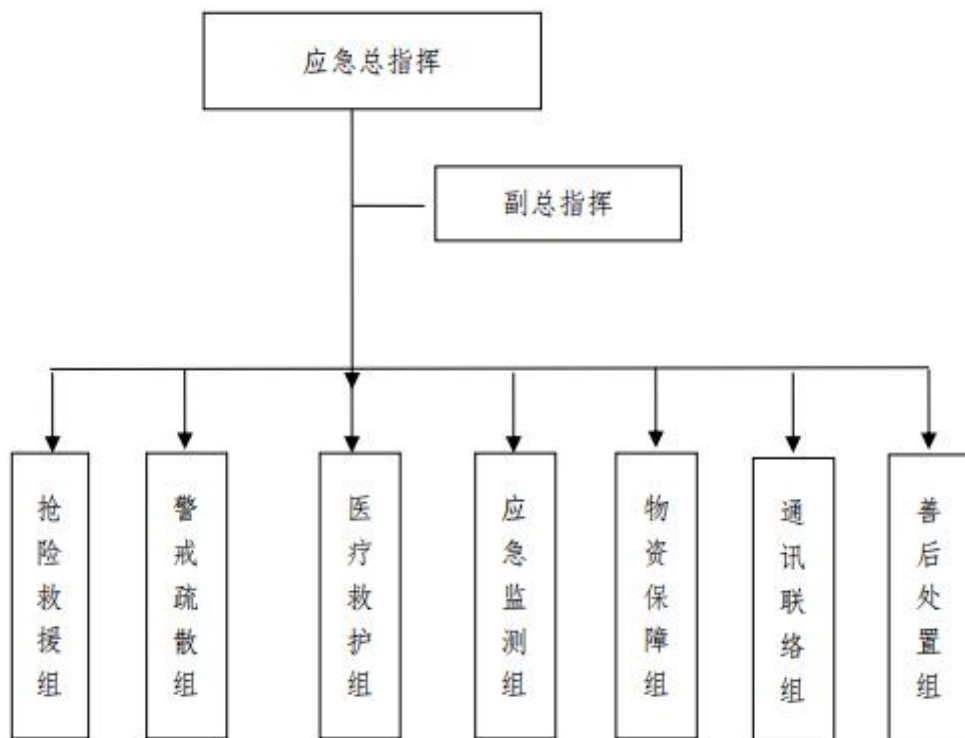 应急总指挥
副总指挥
抢险救援组
警戒疏散组
医疗救护组
应急监测组
物资保障组
通讯联络组
善后处置组